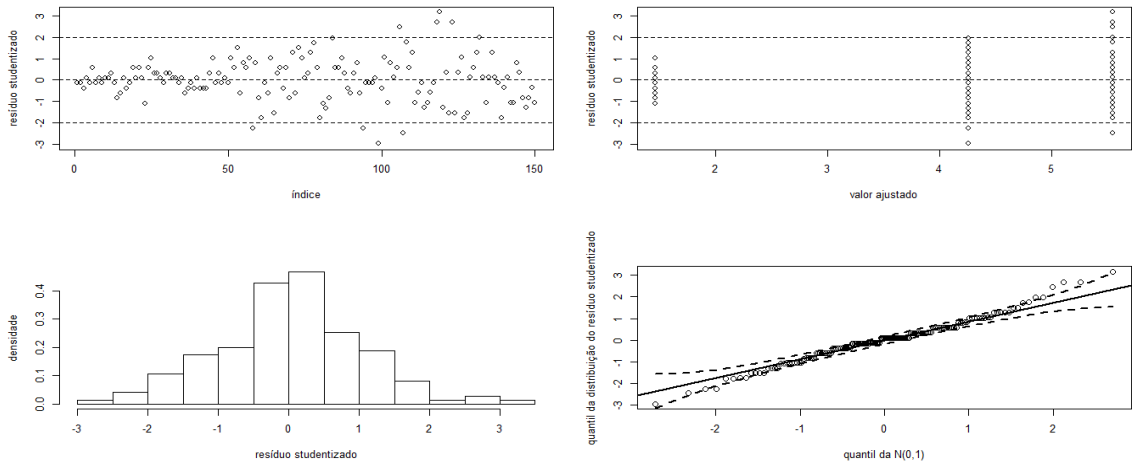 resíduo studentizado
3
2
1
0
-1
-2
-3
0 50 100 150
índice
resíduo studentizado
3
2
1
0
-1
-2
-3
2 3 4 5
valor ajustado
densidade
0.4
0.3
0.2
0.1
0.0
-3 -2 -1 0 1 2 3
resíduo studentizado
quantil da distribuição do resíduo studentizado
3
2
1
0
-1
-2
-3
-2 -1 0 1 2
quantil da N(0,1)